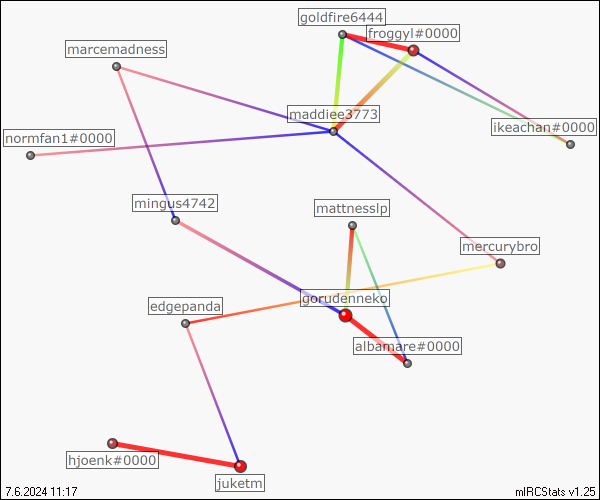 goldfire6444
froggyl#0000
marcemadness
maddiee3773
ikeachan#0000
normfan1#0000
mingus4742
mattnesslp
mercurybro
gorudenneko
edgepanda
albamare#0000
hjoenk#0000
juketm
7.6.2024 11:17
mIRCStats v1.25